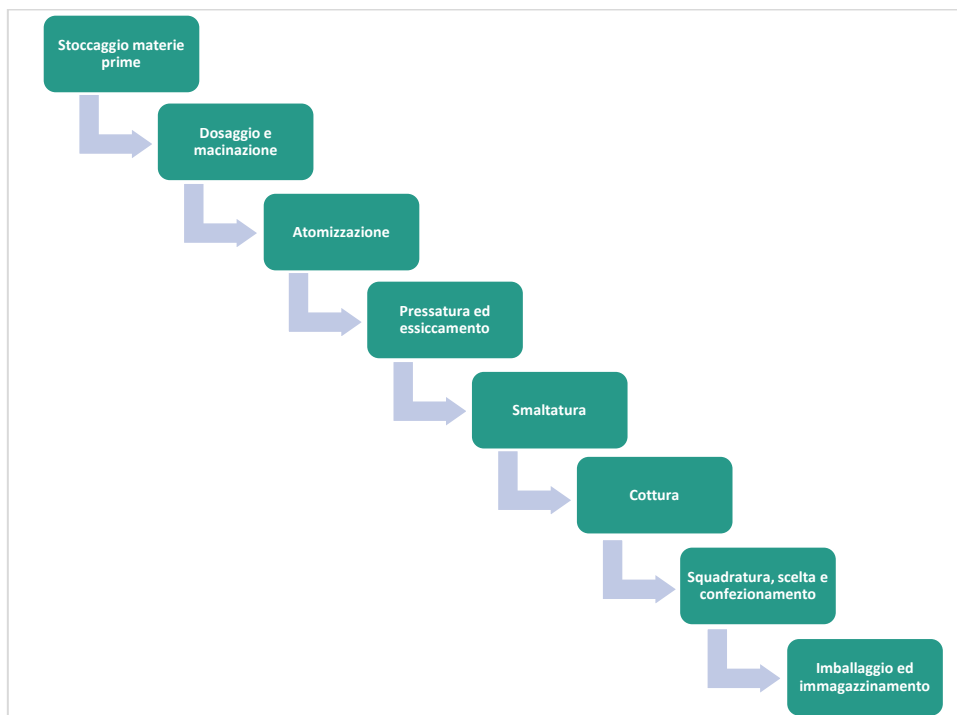 Stoccaggio materie
prime
Dosaggio e
macinazione
Atomizzazione
Pressatura ed
essiccamento
Smaltatura
Cottura
Squadratura, scelta e
confezionamento
Imballaggio ed
immagazzinamento